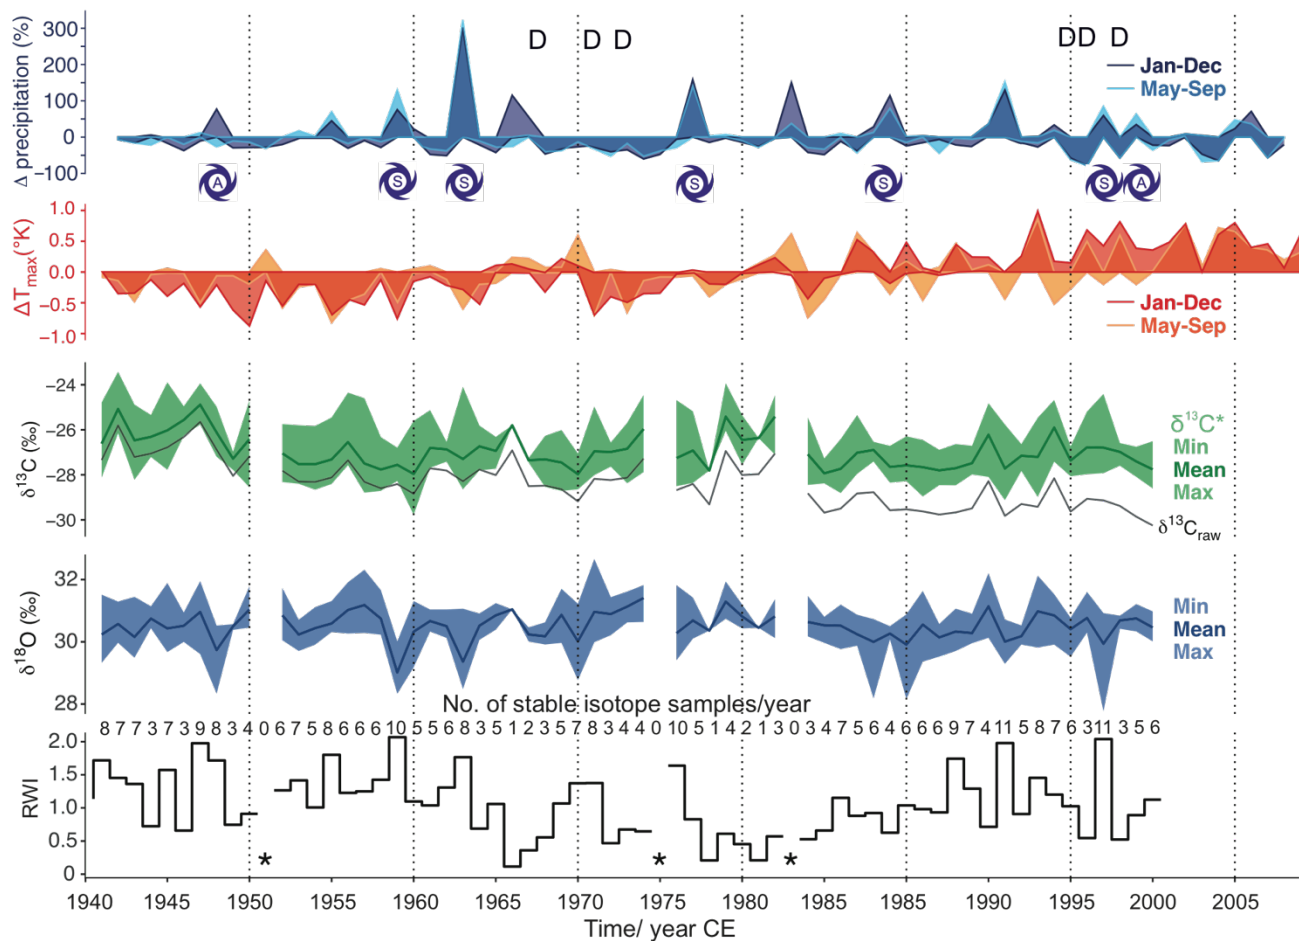 Δ precipitation (%)
300
200
100
0
−100
D D D D D D
Jan-Dec
May-Sep
A S S S S S A
ΔTmax(°K)
1.0
0.5
0.0
−0.5
−1.0
Jan-Dec
May-Sep
δ13C (‰)
−24
−26
−28
−30
δ13C*
Min
Mean
Max
δ13Craw
δ18O (‰)
32
30
28
Min
Mean
Max
No. of stable isotope samples/year
8 7 7 3 7 3 9 8 3 4 0 6 7 5 8 6 6 6 10 5 5 6 8 3 5 1 2 3 5 7 8 3 4 4 0 10 5 1 4 2 1 3 0 3 4 7 5 6 4 6 6 6 9 7 4 11 5 8 7 6 3 11 3 5 6
RWI
2.0
1.5
1.0
0.5
0
* * *
1940 1945 1950 1955 1960 1965 1970 1975 1980 1985 1985 1990 1995 2000 2005
Time/ year CE